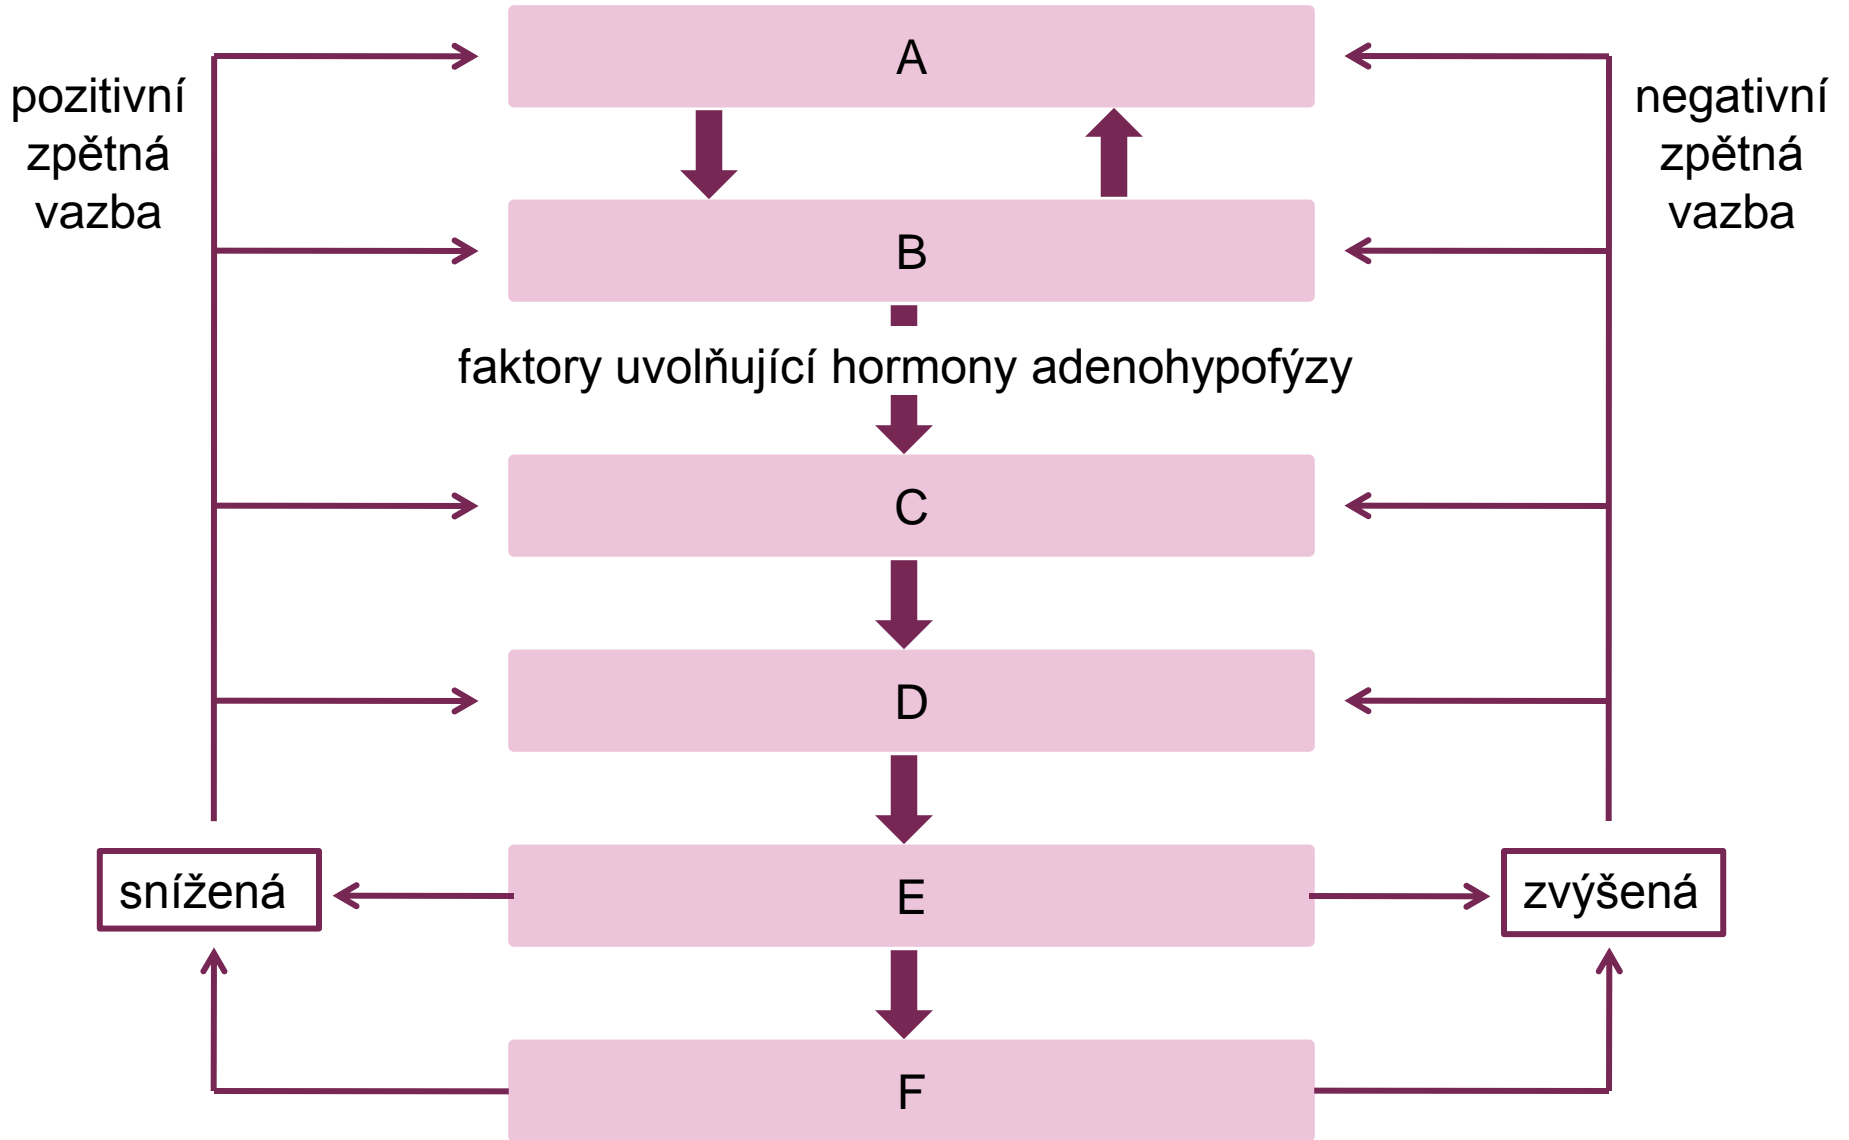 A
pozitivní
zpětná
vazba
negativní
zpětná
vazba
B
faktory uvolňující hormony adenohypofýzy
C
D
snížená
E
zvýšená
F